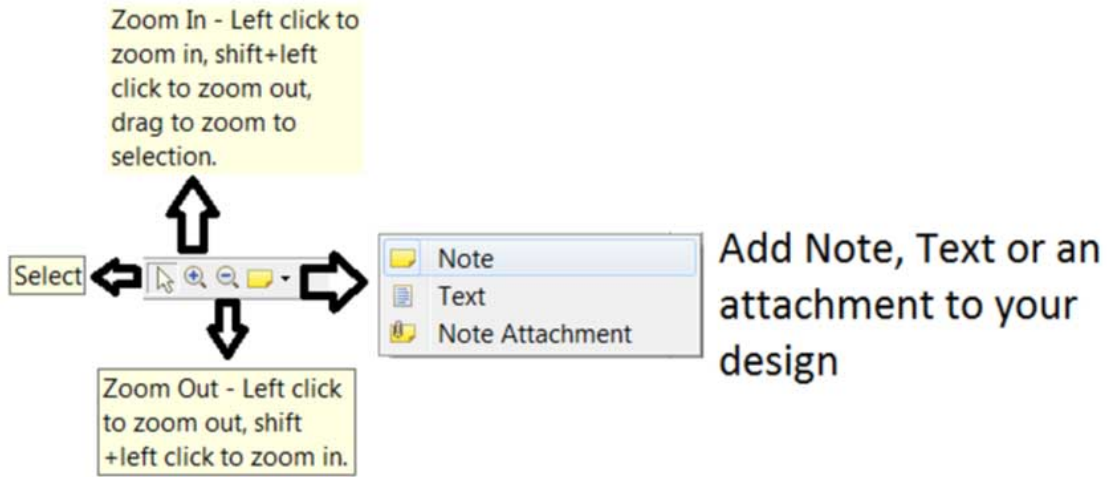 Zoom In - Left click to
zoom in, shift+left
click to zoom out,
drag to zoom to
selection.
Select
Note
Text
Note Attachment
Add Note, Text or an
attachment to your
design
Zoom Out - Left click
to zoom out, shift
+left click to zoom in.